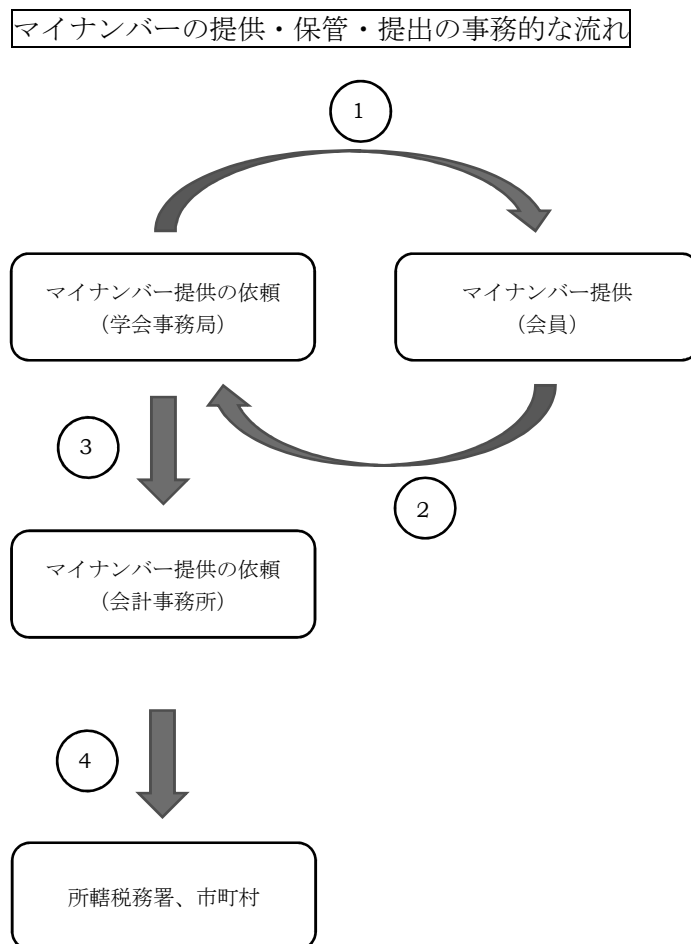 マイナンバーの提供・保管・提出の事務的な流れ
1
マイナンバー提供の依頼
（学会事務局）
マイナンバー提供
（会員）
3
2
マイナンバー提供の依頼
（会計事務所）
4
所轄税務署、市町村